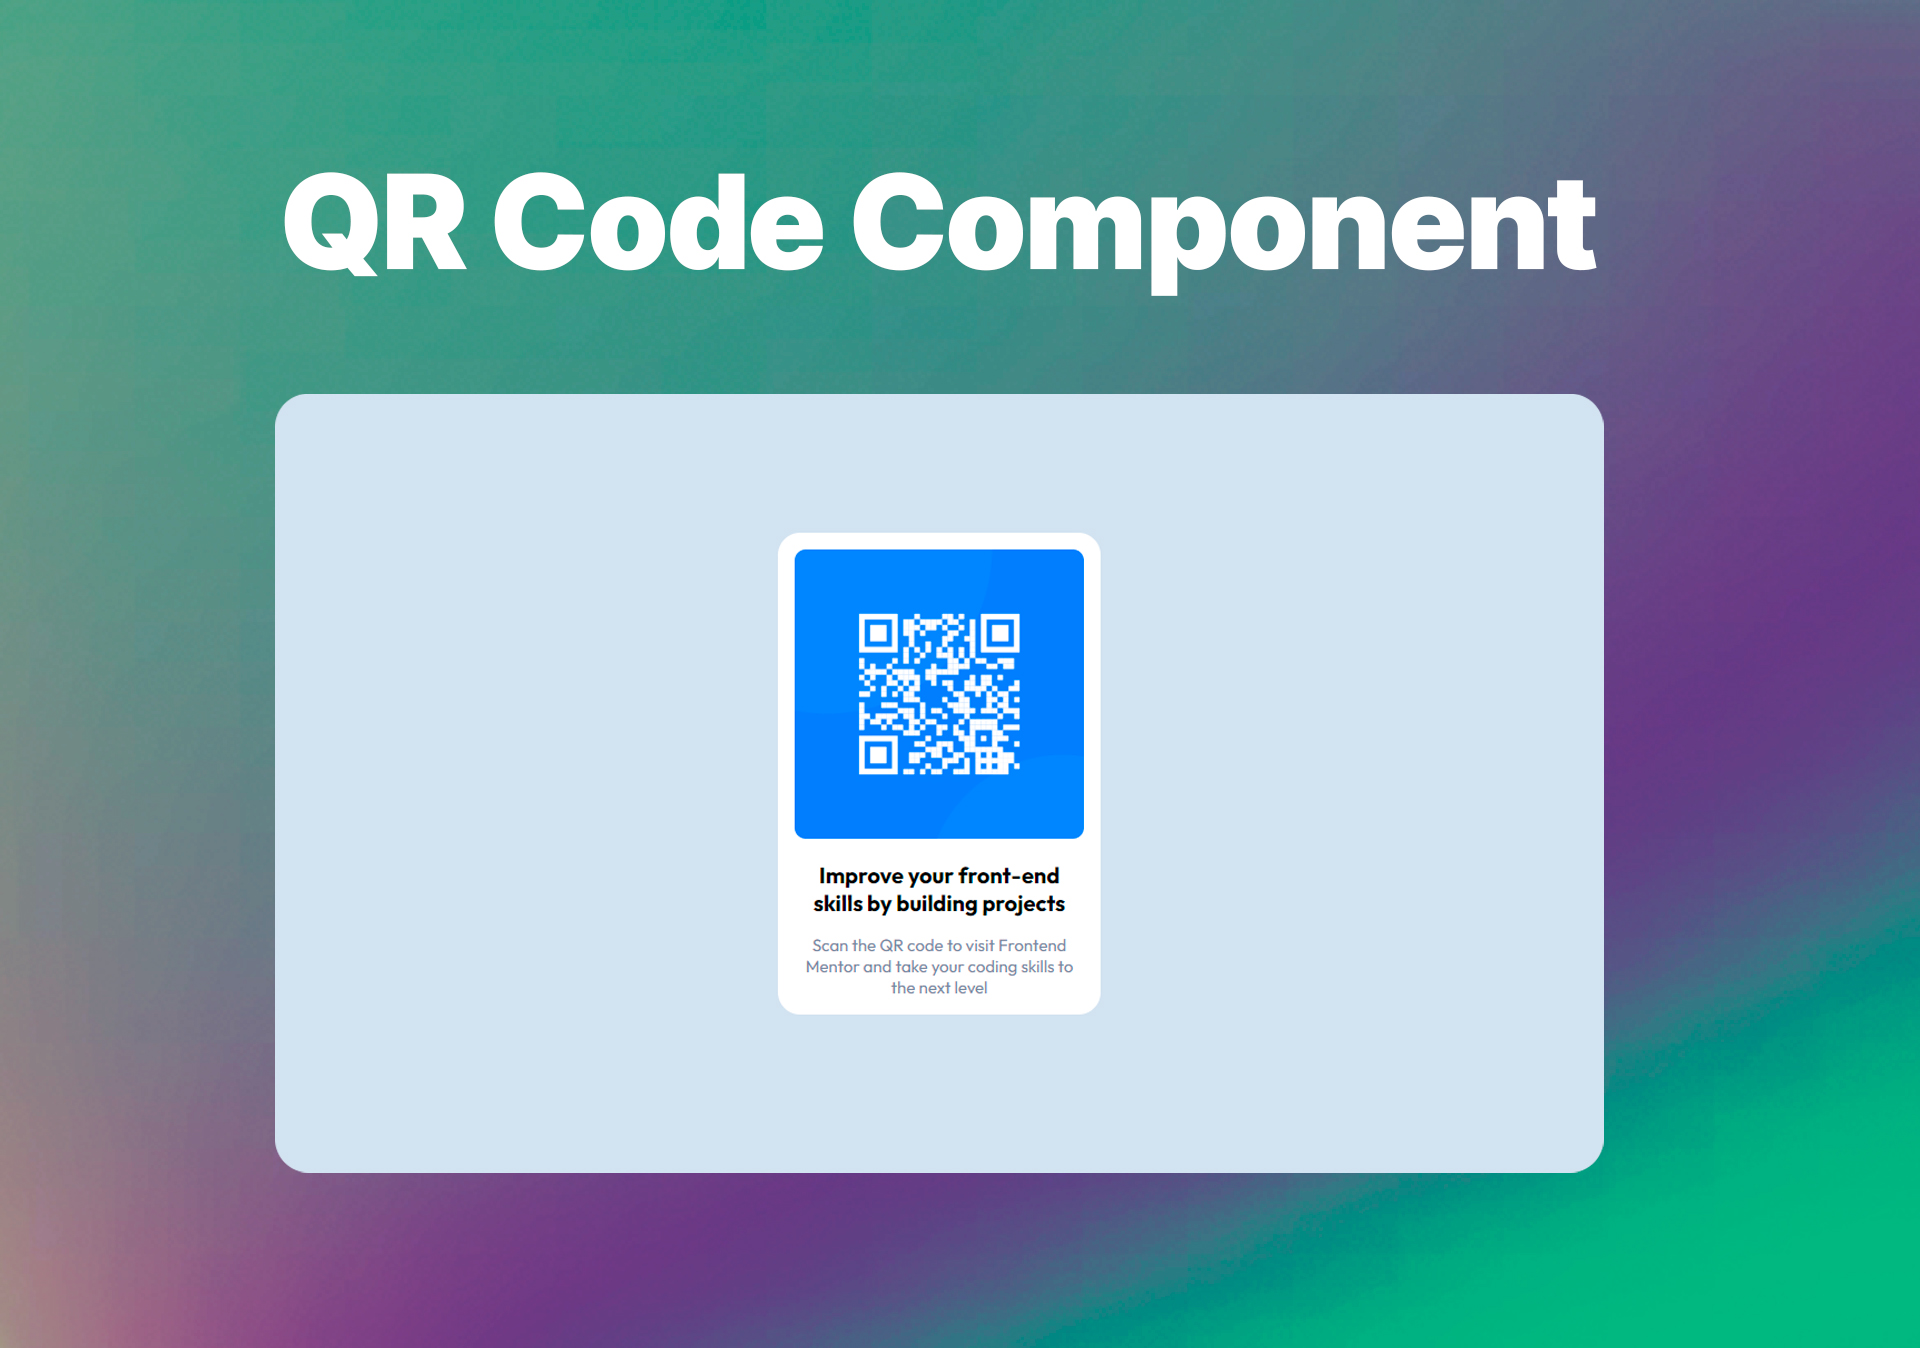 QR Code Component
Improve your front-end
skills by building projects
Scan the QR code to visit Frontend
Mentor and take your coding skills to
the next level